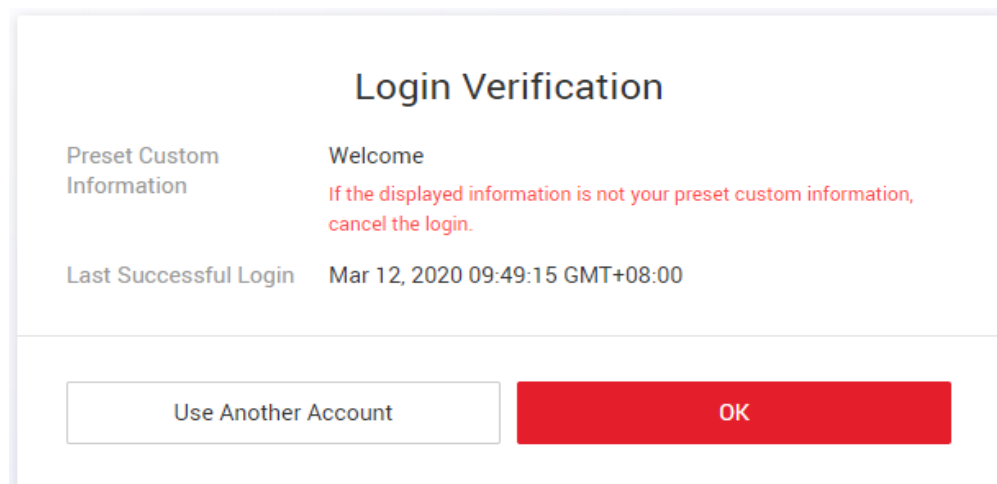 Login Verification
Preset Custom
Information
Welcome
If the displayed information is not your preset custom information,
cancel the login.
Last Successful Login
Mar 12, 2020 09:49:15 GMT+08:00
Use Another Account
OK